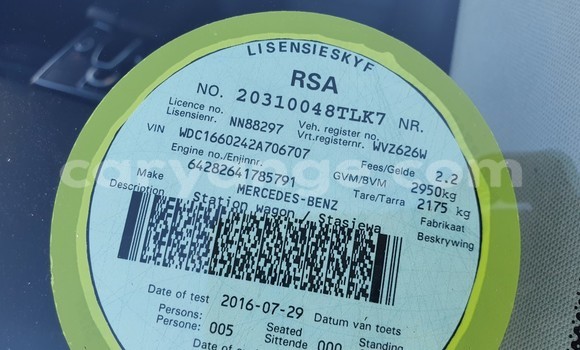 LISENSIESKYF
RSA
NO. 20310048TLK7 NR.
Licence no. NN88297 Veh. register no. WVZ626W
Lisensienr. Vrt.registernr.
VIN WDC1660242A706707 Fees/Gelde 2.2
Engine no./Enjinnr. GVM/BVM 2950kg
64282641785791 Tare/Tarra 2175 kg
Make MERCEDES-BENZ Fabrikaat
Description Station wagon / Stasiewa Beskrywing
Date of test 2016-07-29 Datum van toets
Persons: 005 Seated 000 Standing
Persone: Sittende
Date of